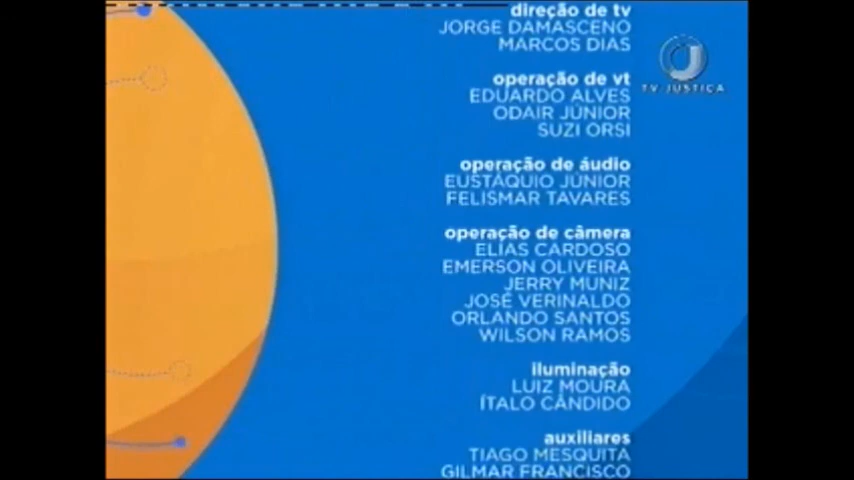 direção de tv
JORGE DAMASCENO
MARCOS DIAS
operação de vt
EDUARDO ALVES
ODAIR JÚNIOR
SUZI ORSI
operação de áudio
EUSTÁQUIO JÚNIOR
FELISMAR TAVARES
operação de câmera
ELIAS CARDOSO
EMERSON OLIVEIRA
JERRY MUNIZ
JOSÉ VERINALDO
ORLANDO SANTOS
WILSON RAMOS
iluminação
LUIZ MOURA
ÍTALO CÂNDIDO
auxiliares
TIAGO MESQUITA
GILMAR FRANCISCO
TV JUSTIÇA